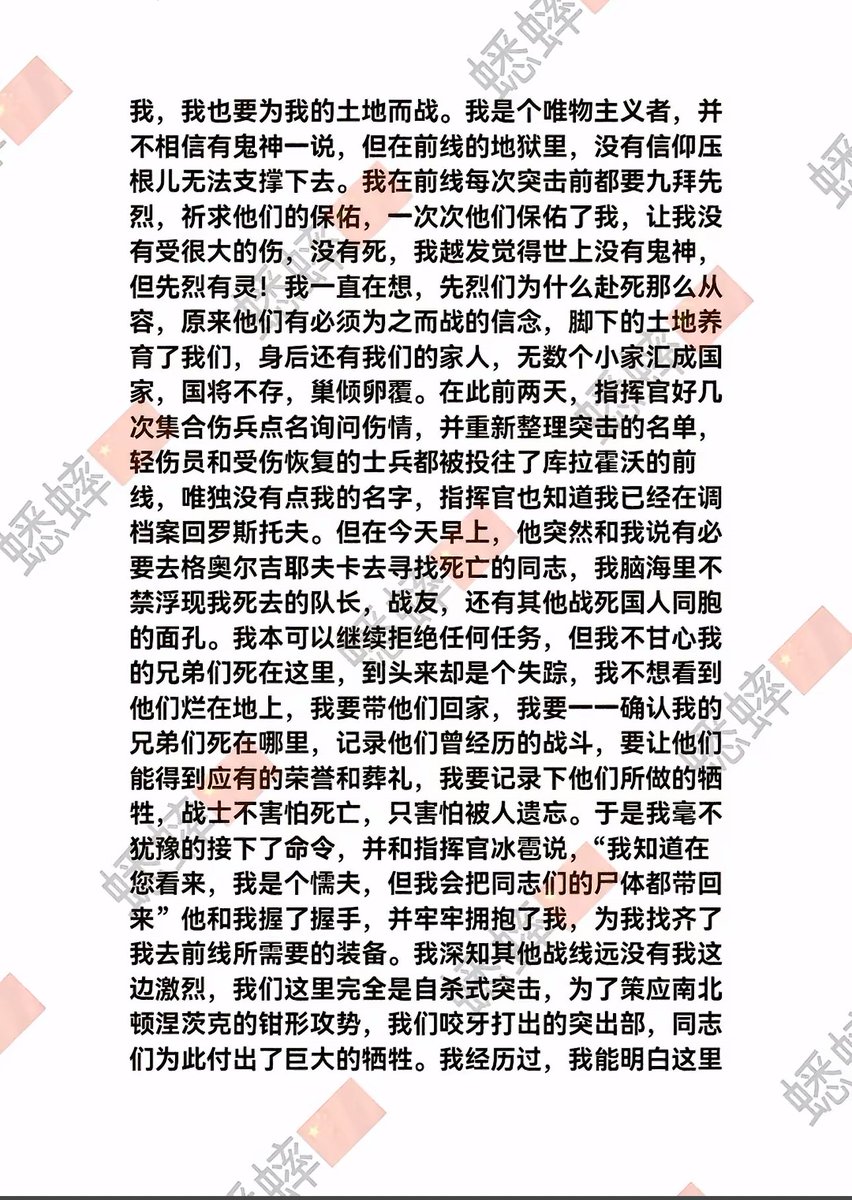 我，我也要为我的土地而战。我是个唯物主义者，并
不相信有鬼神一说，但在前线的地狱里，没有信仰压
根儿无法支撑下去。我在前线每次突击前都要九拜先
烈，祈求他们的保佑，一次次他们保佑了我，让我没
有受很大的伤，没有死，我越发觉得世上没有鬼神，
但先烈有灵！我一直在想，先烈们为什么赴死那么从
容，原来他们有必须为之而战的信念，脚下的土地养
育了我们，身后还有我们的家人，无数个小家汇成国
家，国将不存，巢倾卵覆。在此前两天，指挥官好几
次集合伤兵点名询问伤情，并重新整理突击的名单，
轻伤员和受伤恢复的士兵都被投往了库拉霍沃的前
线，唯独没有点我的名字，指挥官也知道我已经在调
档案回罗斯托夫。但在今天早上，他突然和我说有必
要去格奥尔吉耶夫卡去寻找死亡的同志，我脑海里不
禁浮现我死去的队长，战友，还有其他战死国人同胞
的面孔。我本可以继续拒绝任何任务，但我不甘心我
的兄弟们死在这里，到头来却是个失踪，我不想看到
他们烂在地上，我要带他们回家，我要一一确认我的
兄弟们死在哪里，记录他们曾经历的战斗，要让他们
能得到应有的荣誉和葬礼，我要记录下他们所做的牺
牲，战士不害怕死亡，只害怕被人遗忘。于是我毫不
犹豫的接下了命令，并和指挥官冰雹说，“我知道在
您看来，我是个懦夫，但我会把同志们的尸体都带回
来”他和我握了握手，并牢牢拥抱了我，为我找齐了
我去前线所需要的装备。我深知其他战线远没有我这
边激烈，我们这里完全是自杀式突击，为了策应南北
顿涅茨克的钳形攻势，我们咬牙打出的突出部，同志
们为此付出了巨大的牺牲。我经历过，我能明白这里
蟋蟀
蟋蟀
蟋蟀
蟋蟀
蟋蟀
蟋蟀
蟋蟀
蟋蟀
蟋蟀
蟋蟀
蟋蟀